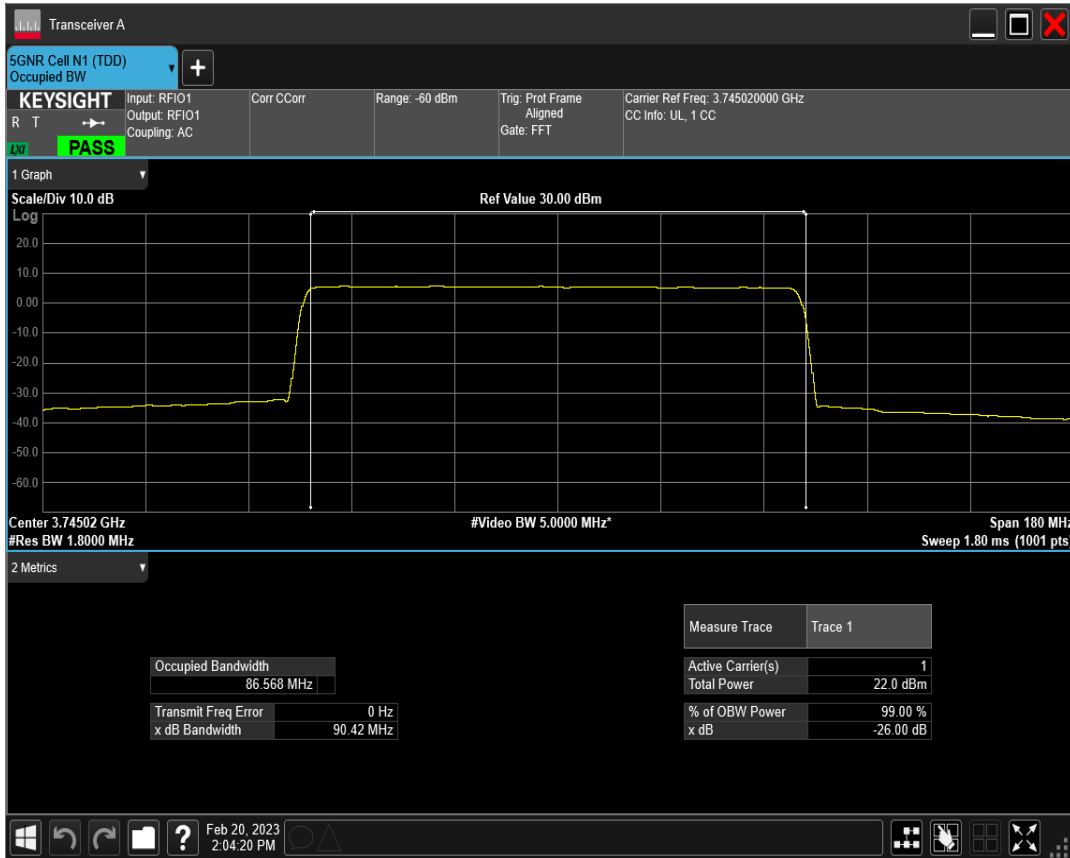 Transceiver A
5GNR Cell N1 (TDD)
Occupied BW
+
KEYSIGHT
R T
LXI
PASS
Input: RFIO1
Output: RFIO1
Coupling: AC
Corr CCorr
Range: -60 dBm
Trig: Prot Frame
Aligned
Gate: FFT
Carrier Ref Freq: 3.745020000 GHz
CC Info: UL, 1 CC
1 Graph
Scale/Div 10.0 dB
Ref Value 30.00 dBm
Log
20.0
10.0
0.00
-10.0
-20.0
-30.0
-40.0
-50.0
-60.0
Center 3.74502 GHz
#Video BW 5.0000 MHz*
Span 180 MHz
#Res BW 1.8000 MHz
Sweep 1.80 ms (1001 pts)
2 Metrics
Measure Trace Trace 1
Occupied Bandwidth
86.568 MHz
Active Carrier(s) 1
Total Power 22.0 dBm
Transmit Freq Error 0 Hz
x dB Bandwidth 90.42 MHz
% of OBW Power 99.00 %
x dB -26.00 dB
?
Feb 20, 2023
2:04:20 PM